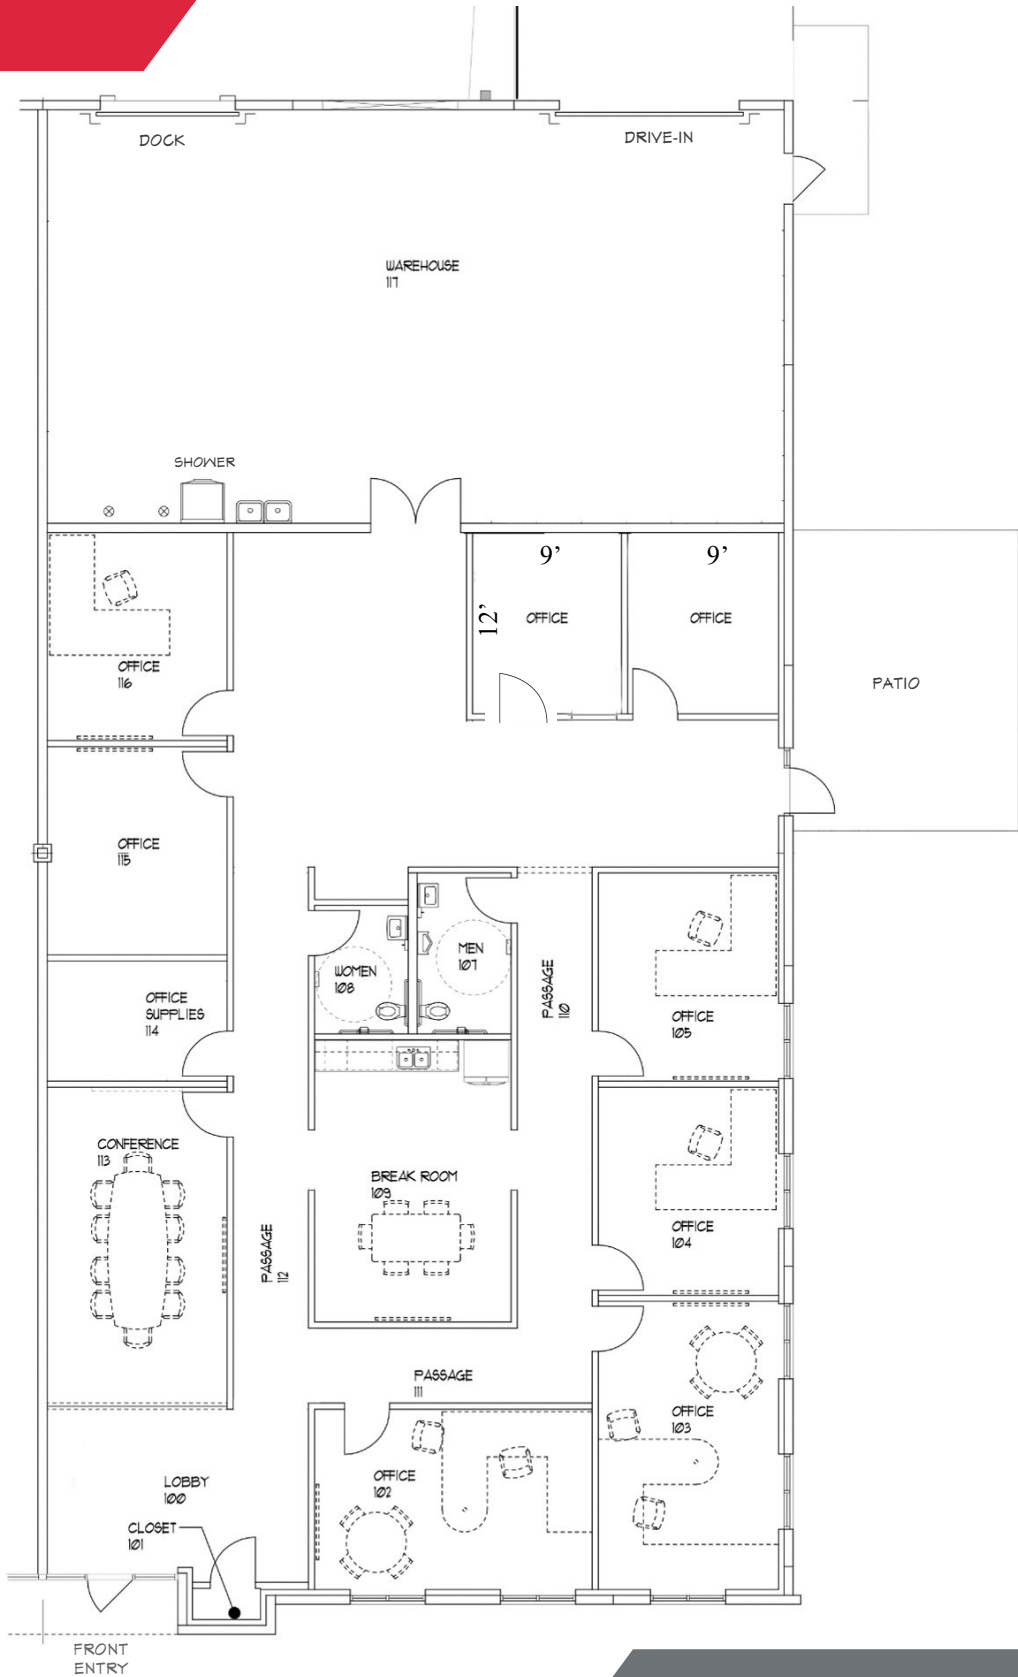 DOCK
DRIVE-IN
WAREHOUSE
117
SHOWER
9’
9’
12’
OFFICE
OFFICE
OFFICE
116
PATIO
OFFICE
115
MEN
107
WOMEN
108
PASSAGE
110
OFFICE
SUPPLIES
114
OFFICE
105
CONFERENCE
113
BREAK ROOM
109
PASSAGE
112
OFFICE
104
PASSAGE
111
OFFICE
103
OFFICE
102
LOBBY
100
CLOSET
101
FRONT
ENTRY